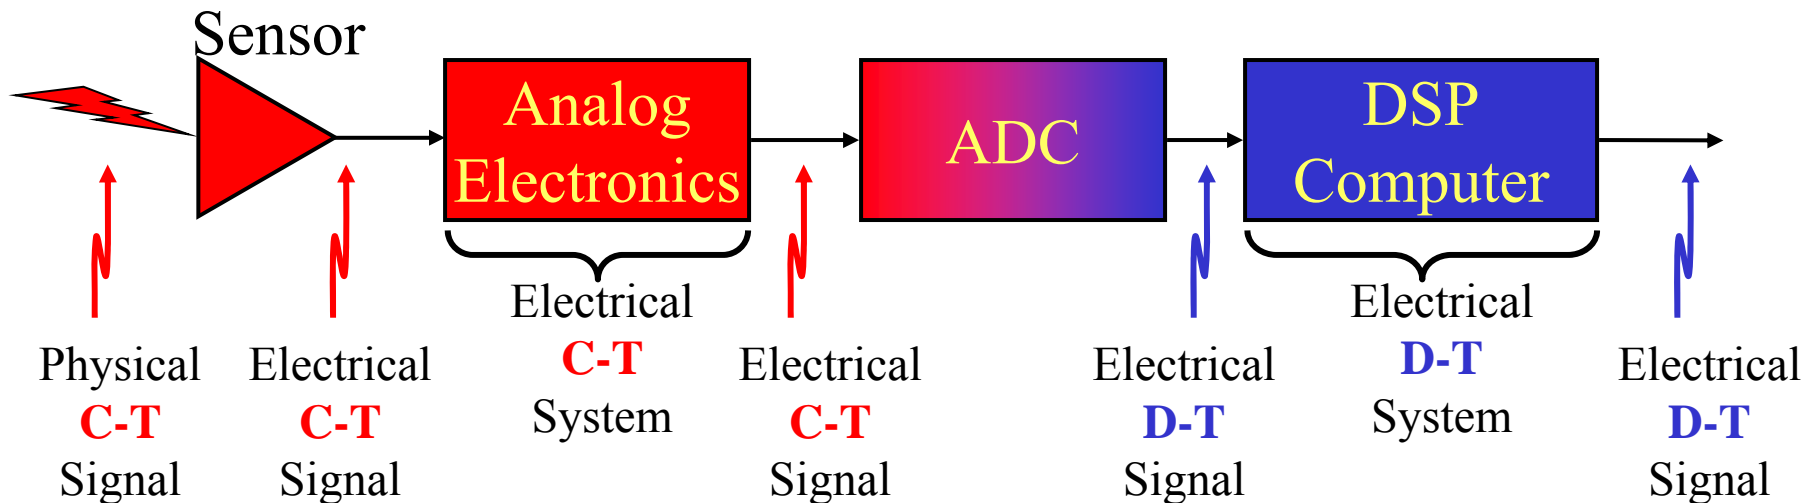 Sensor
Analog
Electronics
ADC
DSP
Computer
Physical
C-T
Signal
Electrical
C-T
Signal
Electrical
C-T
System
Electrical
C-T
Signal
Electrical
D-T
Signal
Electrical
D-T
System
Electrical
D-T
Signal